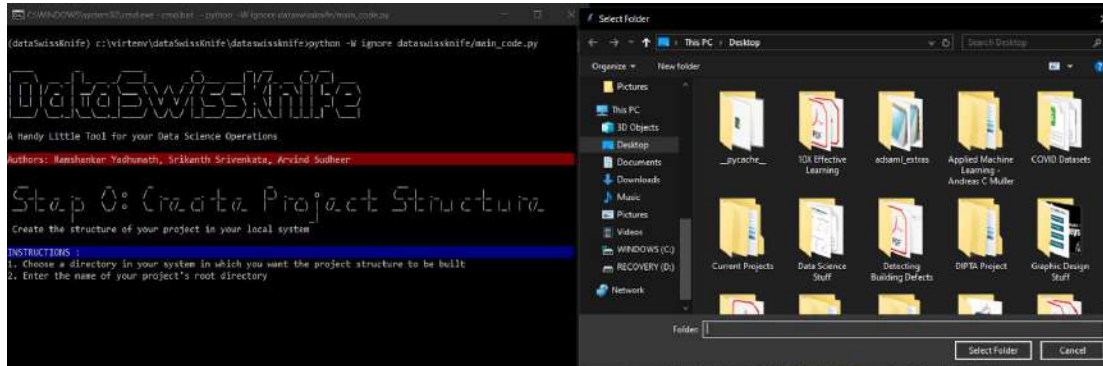 C:\WINDOWS\system32\cmd.exe - cmd.bat - python -W ignore dataswissknife/main_code.py
(dataSwissKnife) c:\virtenv\dataSwissKnife\dataswissknife>python -W ignore dataswissknife/main_code.py
DataSwissKnife
A Handy Little Tool for your Data Science Operations
Authors: Ramshankar Yadhunath, Srikanth Srivenkata, Arvind Sudheer
Step 0: Create Project Structure
Create the structure of your project in your local system
INSTRUCTIONS :
1. Choose a directory in your system in which you want the project structure to be built
2. Enter the name of your project's root directory
Select Folder
This PC › Desktop
Search Desktop
Organize
New folder
Pictures
This PC
3D Objects
Desktop
Documents
Downloads
Music
Pictures
Videos
WINDOWS (C:)
RECOVERY (D:)
Network
__pycache__
10X Effective
Learning
adsaml_extras
Applied Machine
Learning -
Andreas C Muller
COVID Datasets
Current Projects
Data Science
Stuff
Detecting
Building Defects
DIPTA Project
Graphic Design
Stuff
Folder:
Select Folder
Cancel